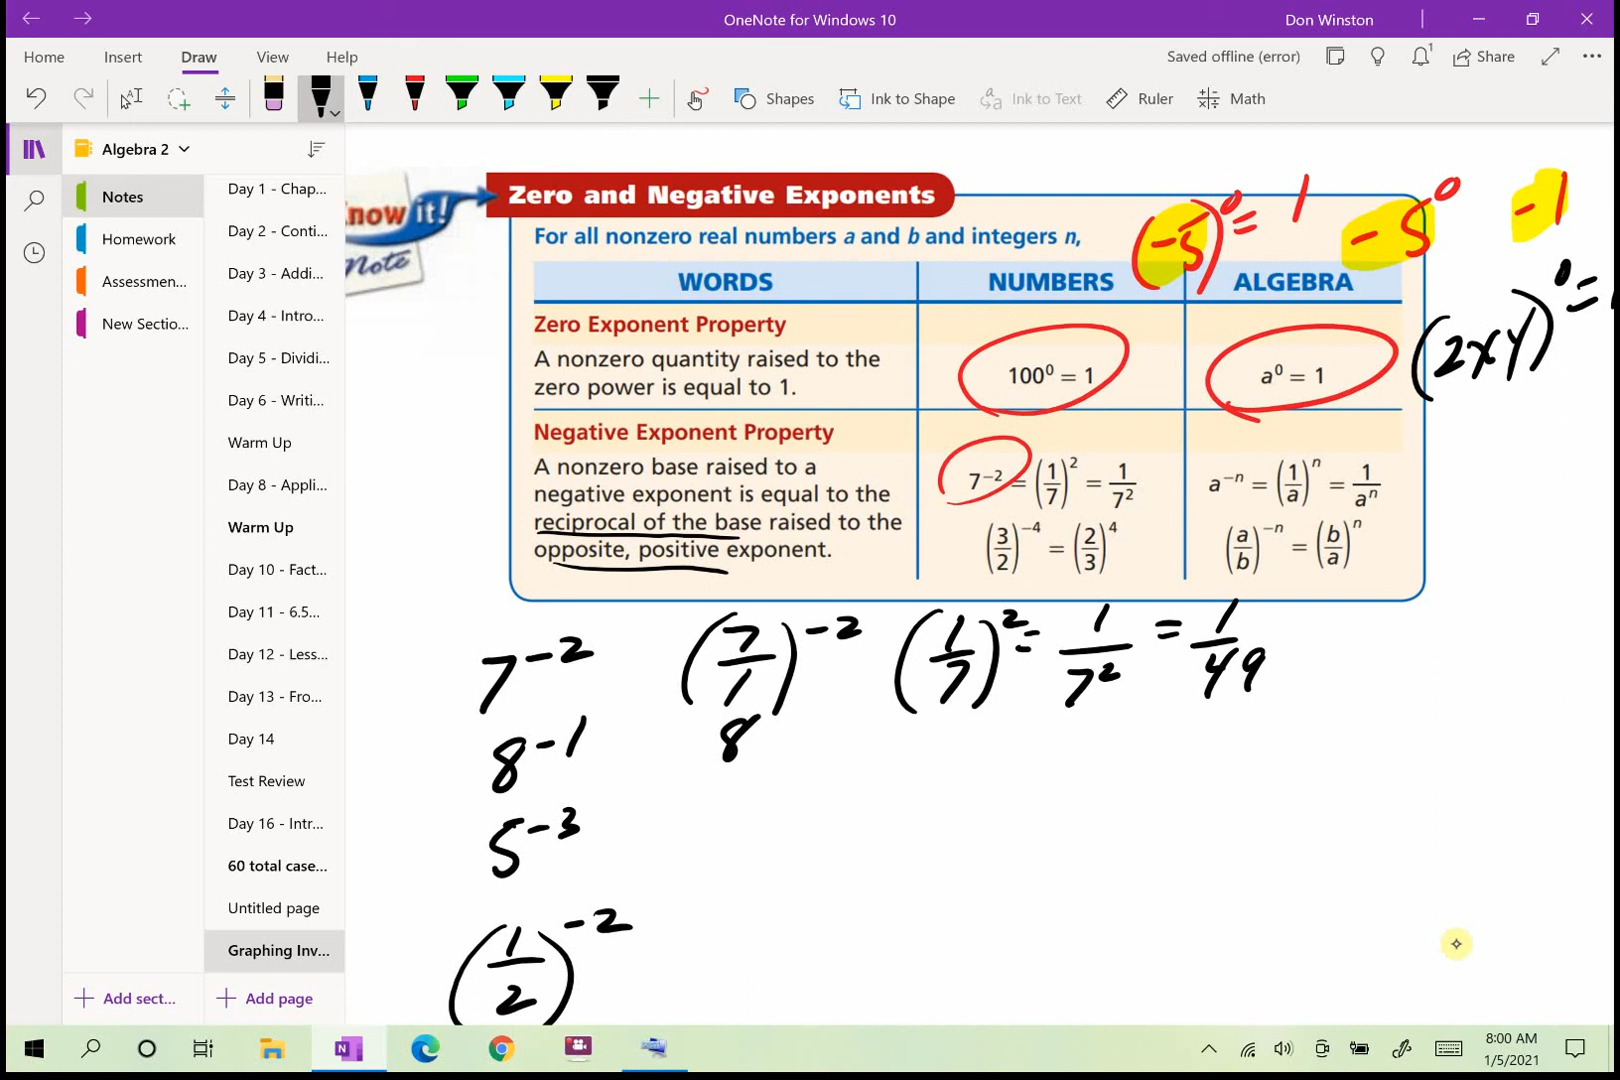 OneNote for Windows 10
Don Winston
Home Insert Draw View Help
Saved offline (error)
Share
Shapes
Ink to Shape
Ink to Text
Ruler
Math
Algebra 2
Notes
Homework
Assessmen...
New Sectio...
Day 1 - Chap...
Day 2 - Conti...
Day 3 - Addi...
Day 4 - Intro...
Day 5 - Dividi...
Day 6 - Writi...
Warm Up
Day 8 - Appli...
Warm Up
Day 10 - Fact...
Day 11 - 6.5...
Day 12 - Less...
Day 13 - Fro...
Day 14
Test Review
Day 16 - Intr...
60 total case...
Untitled page
Graphing Inv...
Add sect...
Add page
now it!
Note
Zero and Negative Exponents
For all nonzero real numbers a and b and integers n,
(-5)⁰ = 1
-5⁰
-1
WORDS NUMBERS ALGEBRA
Zero Exponent Property
A nonzero quantity raised to the
zero power is equal to 1.
100⁰ = 1
a⁰ = 1
(2xy)⁰ =
Negative Exponent Property
A nonzero base raised to a
negative exponent is equal to the
reciprocal of the base raised to the
opposite, positive exponent.
7⁻² = (1/7)² = 1/7²
(3/2)⁻⁴ = (2/3)⁴
a⁻ⁿ = (1/a)ⁿ = 1/aⁿ
(a/b)⁻ⁿ = (b/a)ⁿ
7⁻² (7/1)⁻² (1/7)² = 1/7² = 1/49
8⁻¹ 8
5⁻³
(1/2)⁻²
8:00 AM
1/5/2021